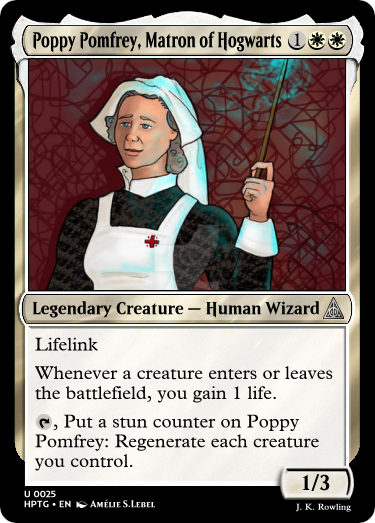 Poppy Pomfrey, Matron of Hogwarts 1
Legendary Creature — Human Wizard
Lifelink
Whenever a creature enters or leaves
the battlefield, you gain 1 life.
, Put a stun counter on Poppy
Pomfrey: Regenerate each creature
you control.
1/3
U 0025
HPTG • EN Amélie S.Lebel
J. K. Rowling